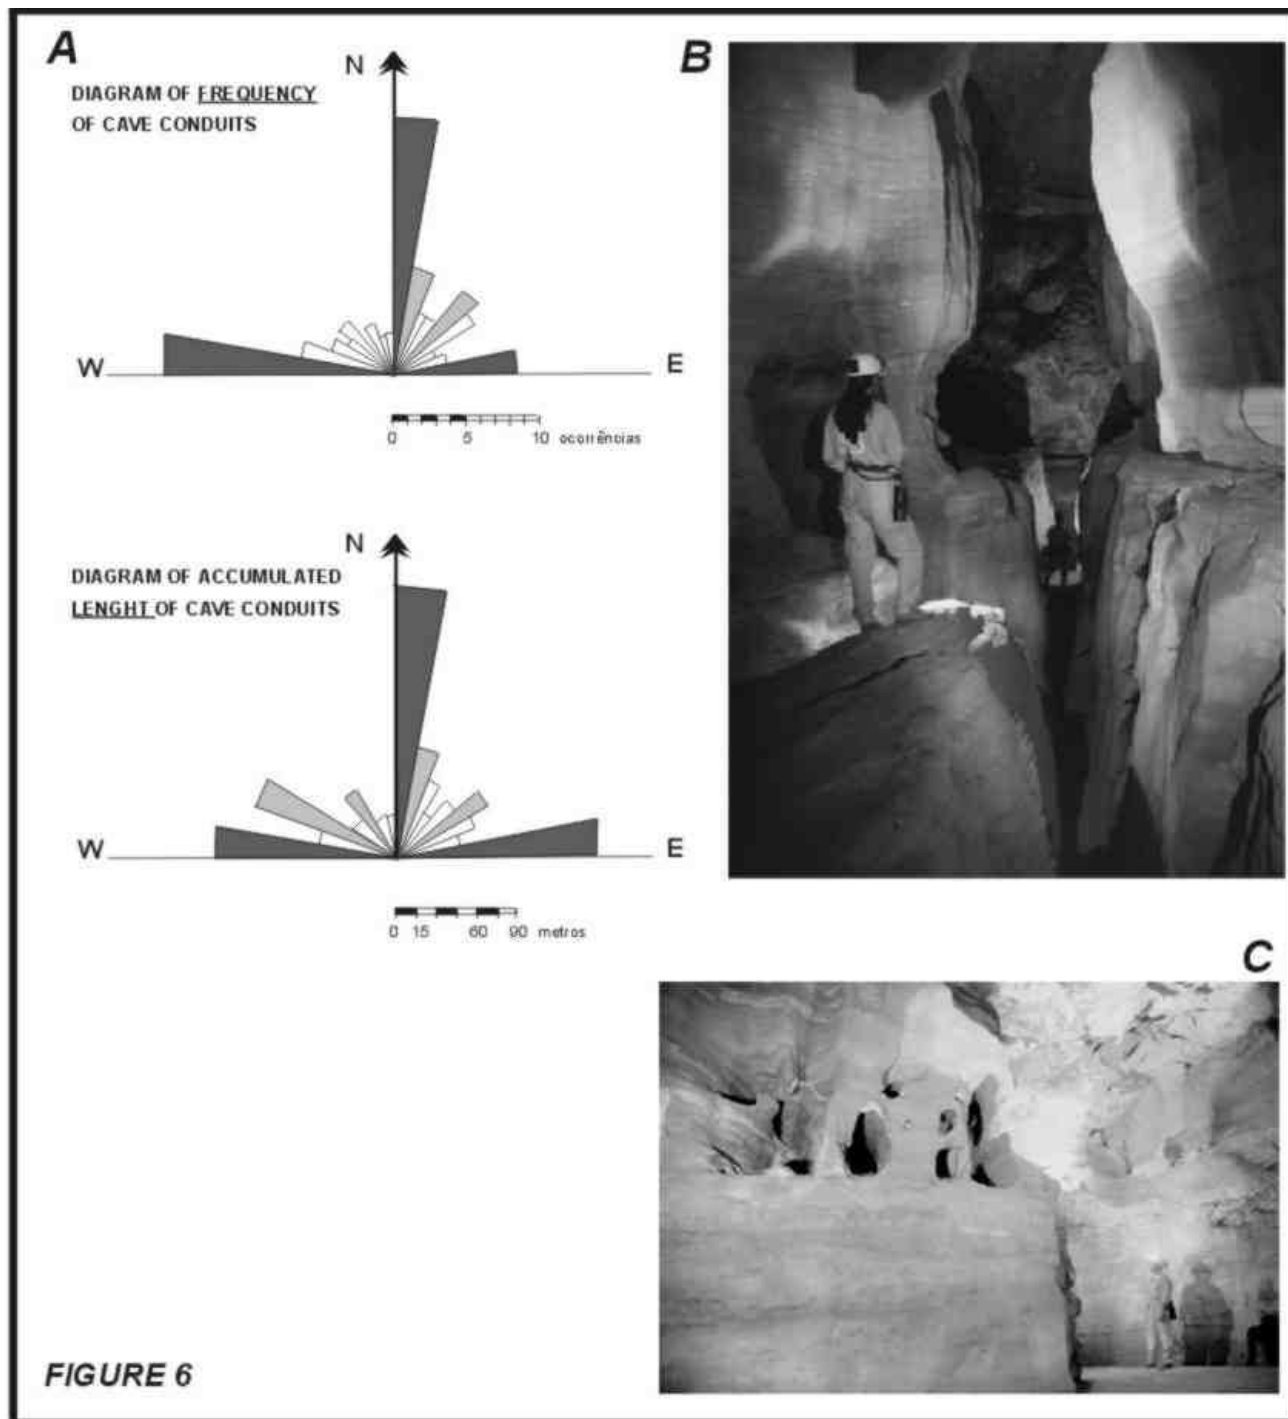 A
DIAGRAM OF FREQUENCY
OF CAVE CONDUITS
N
W
E
0 5 10 ocorrências
DIAGRAM OF ACCUMULATED
LENGHT OF CAVE CONDUITS
N
W
E
0 15 60 90 metros
B
C
FIGURE 6